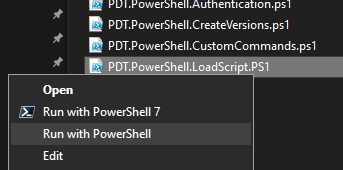 PDT.PowerShell.Authentication.ps1
PDT.PowerShell.CreateVersions.ps1
PDT.PowerShell.CustomCommands.ps1
PDT.PowerShell.LoadScript.PS1
Open
Run with PowerShell 7
Run with PowerShell
Edit